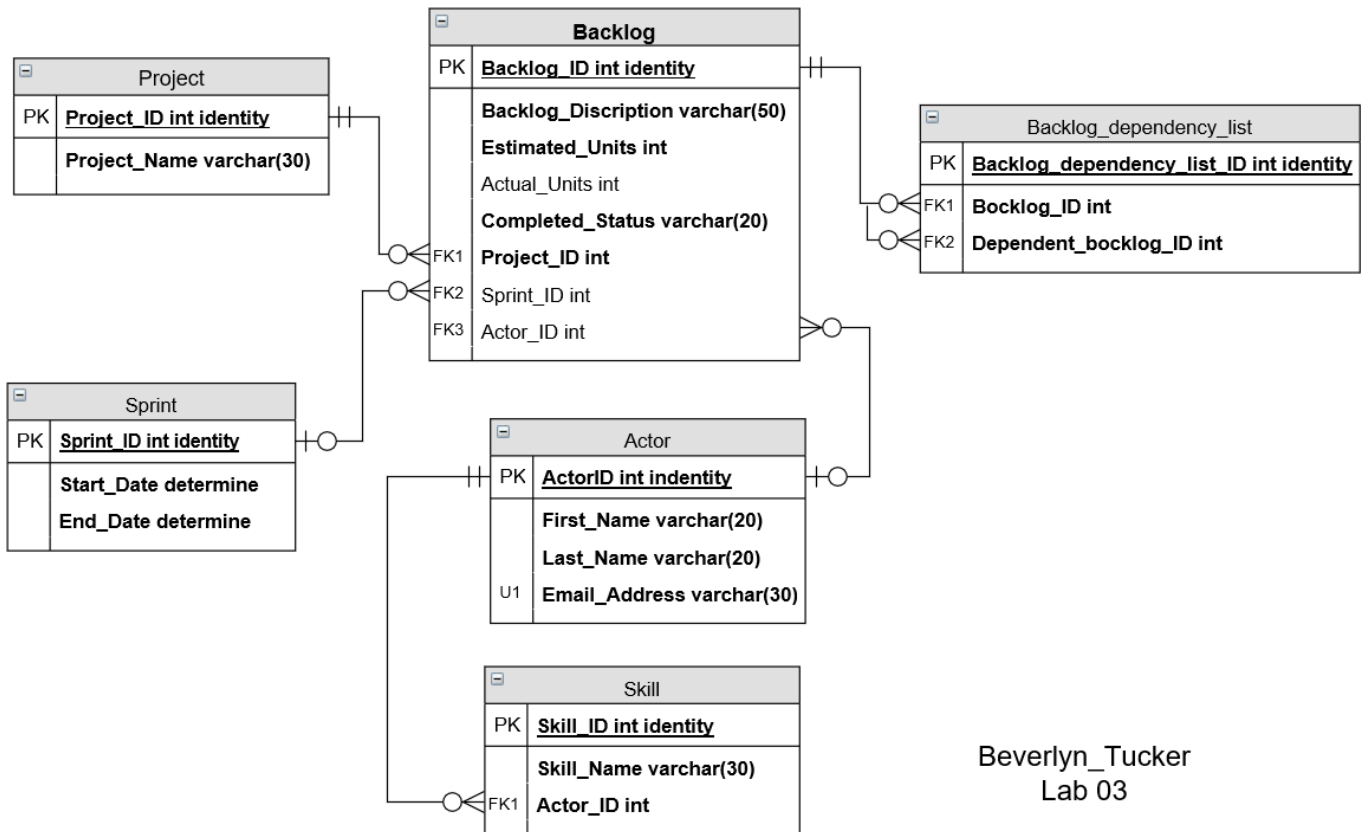 Project
PK Project_ID int identity
Project_Name varchar(30)
Backlog
PK Backlog_ID int identity
Backlog_Discription varchar(50)
Estimated_Units int
Actual_Units int
Completed_Status varchar(20)
FK1 Project_ID int
FK2 Sprint_ID int
FK3 Actor_ID int
Backlog_dependency_list
PK Backlog_dependency_list_ID int identity
FK1 Bocklog_ID int
FK2 Dependent_bocklog_ID int
Sprint
PK Sprint_ID int identity
Start_Date determine
End_Date determine
Actor
PK ActorID int indentity
First_Name varchar(20)
Last_Name varchar(20)
U1 Email_Address varchar(30)
Skill
PK Skill_ID int identity
Skill_Name varchar(30)
FK1 Actor_ID int
Beverlyn_Tucker
Lab 03